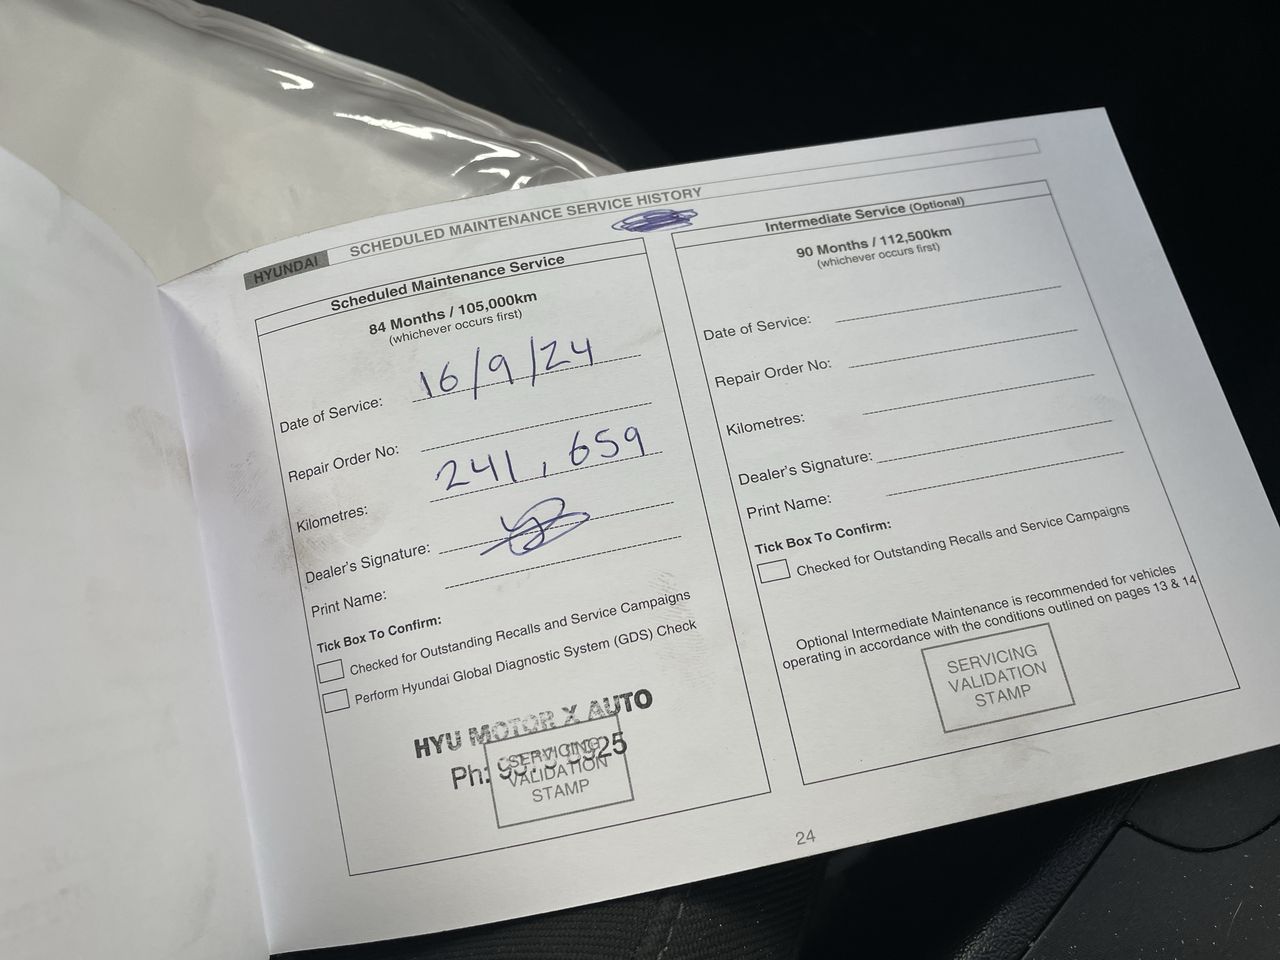 HYUNDAI SCHEDULED MAINTENANCE SERVICE HISTORY
Scheduled Maintenance Service
84 Months / 105,000km
(whichever occurs first)
Date of Service: 16/9/24
Repair Order No:
Kilometres: 241,659
Dealer's Signature:
Print Name:
Tick Box To Confirm:
Checked for Outstanding Recalls and Service Campaigns
Perform Hyundai Global Diagnostic System (GDS) Check
HYU MOTOR X AUTO
Ph:
SERVICING
VALIDATION
STAMP
Intermediate Service (Optional)
90 Months / 112,500km
(whichever occurs first)
Date of Service:
Repair Order No:
Kilometres:
Dealer's Signature:
Print Name:
Tick Box To Confirm:
Checked for Outstanding Recalls and Service Campaigns
Optional Intermediate Maintenance is recommended for vehicles
operating in accordance with the conditions outlined on pages 13 & 14
SERVICING
VALIDATION
STAMP
24